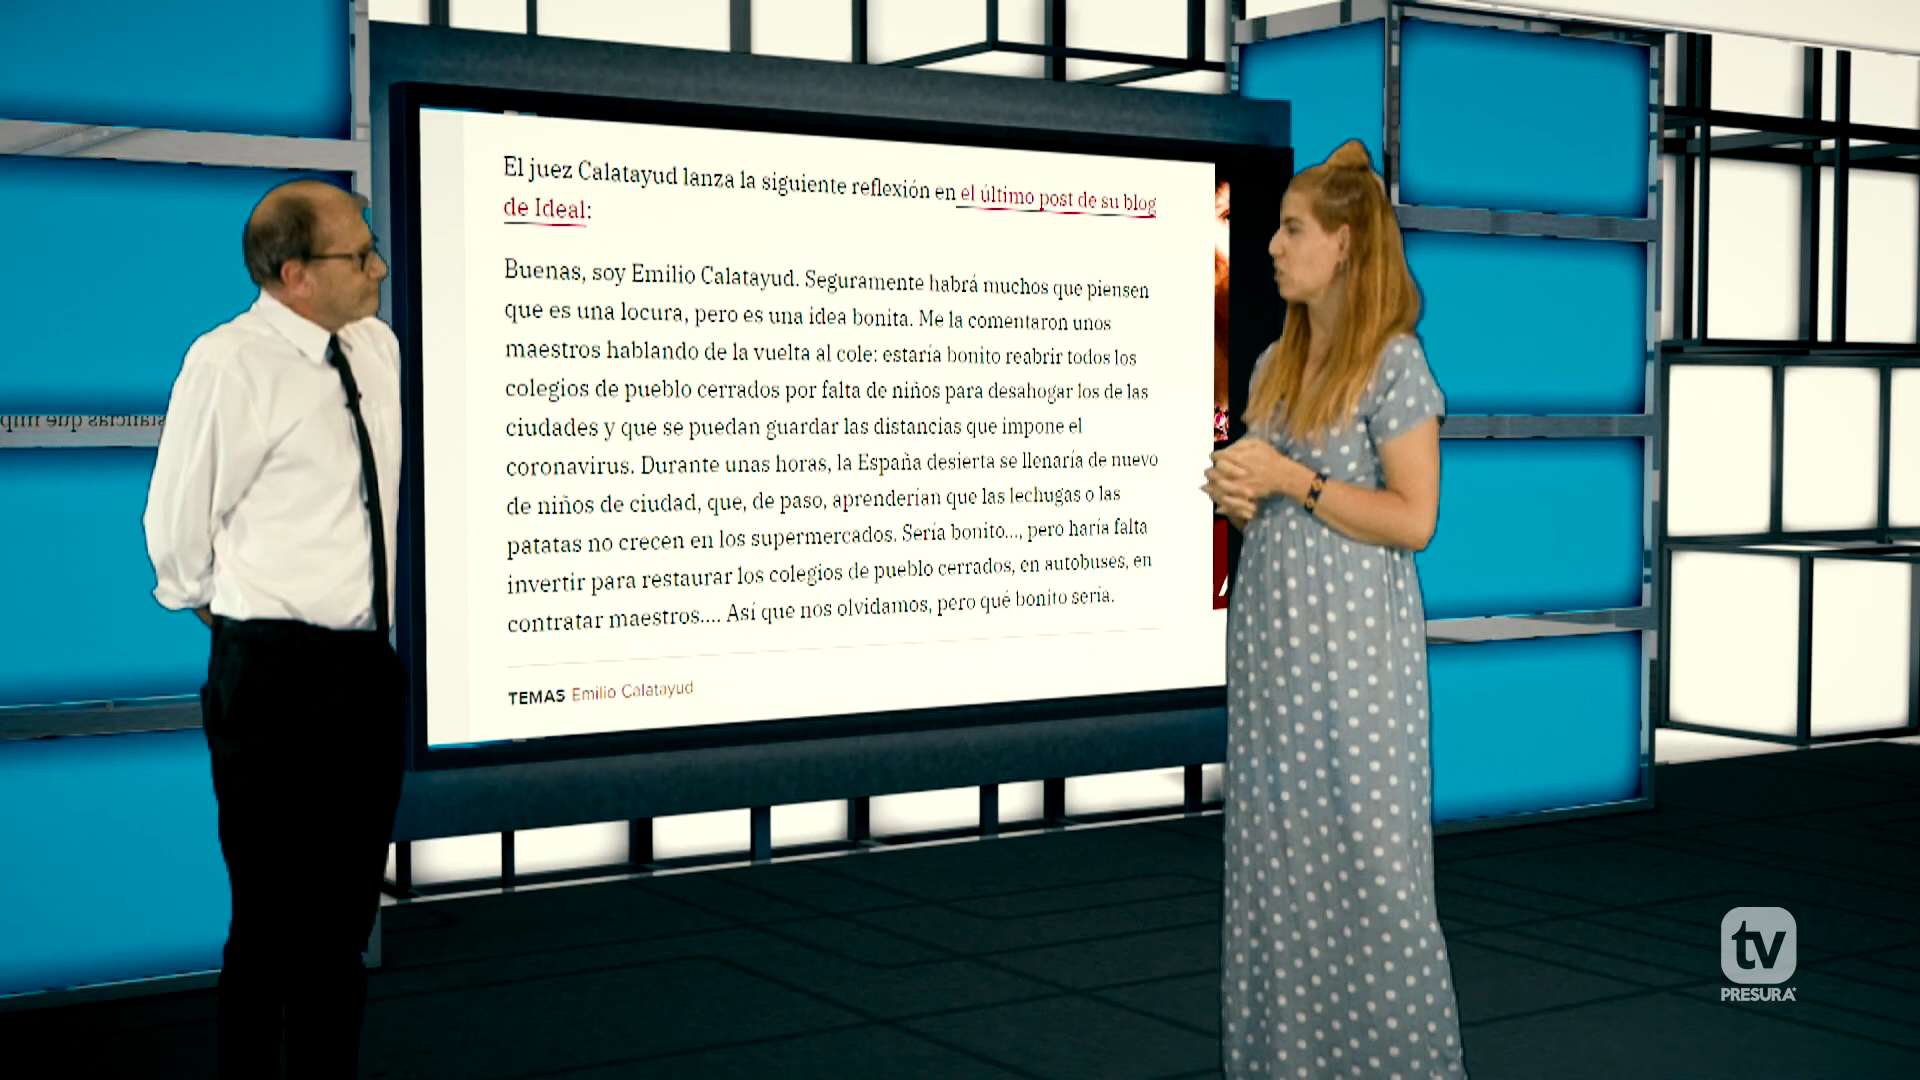 El juez Calatayud lanza la siguiente reflexión en el último post de su blog
de Ideal:
Buenas, soy Emilio Calatayud. Seguramente habrá muchos que piensen
que es una locura, pero es una idea bonita. Me la comentaron unos
maestros hablando de la vuelta al cole: estaría bonito reabrir todos los
colegios de pueblo cerrados por falta de niños para desahogar los de las
ciudades y que se puedan guardar las distancias que impone el
coronavirus. Durante unas horas, la España desierta se llenaría de nuevo
de niños de ciudad, que, de paso, aprenderían que las lechugas o las
patatas no crecen en los supermercados. Sería bonito..., pero haría falta
invertir para restaurar los colegios de pueblo cerrados, en autobuses, en
contratar maestros.... Así que nos olvidamos, pero qué bonito sería.
TEMAS Emilio Calatayud
tv
PRESURA*